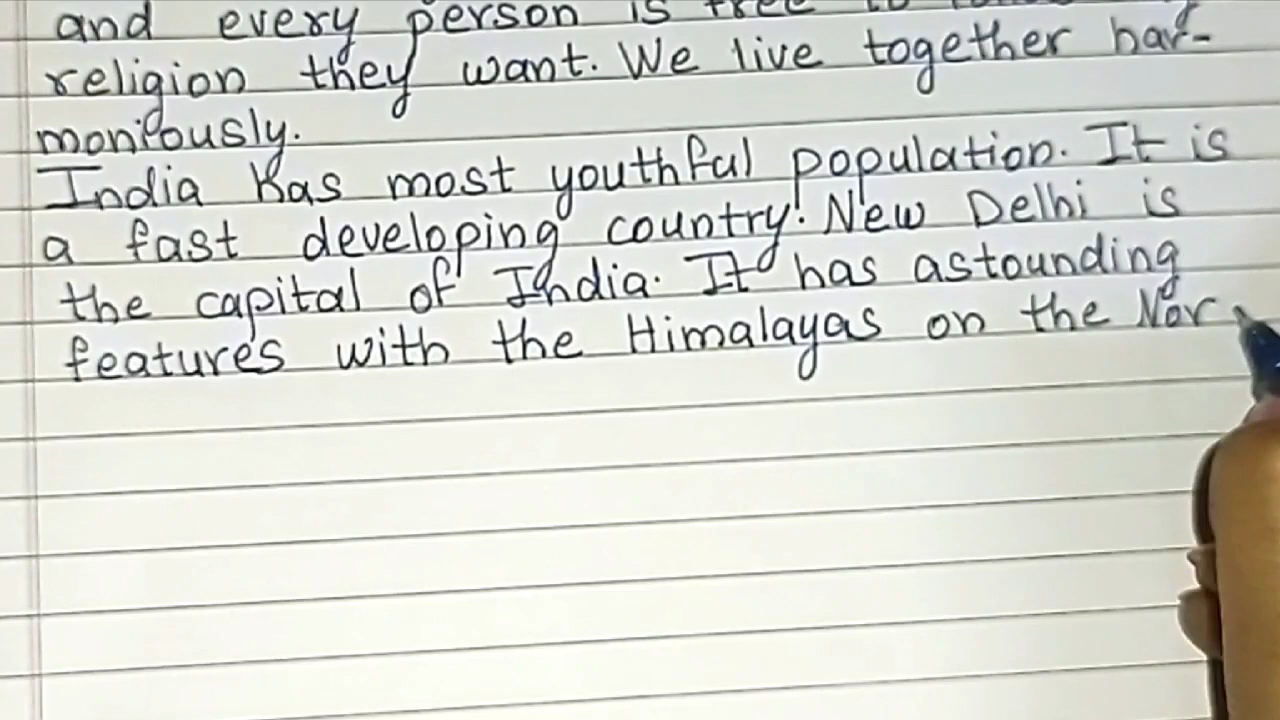 and every person is free to
religion they want. We live together har-
moniously.
India has most youthful population. It is
a fast developing country. New Delhi is
the capital of India. It has astounding
features with the Himalayas on the Nor